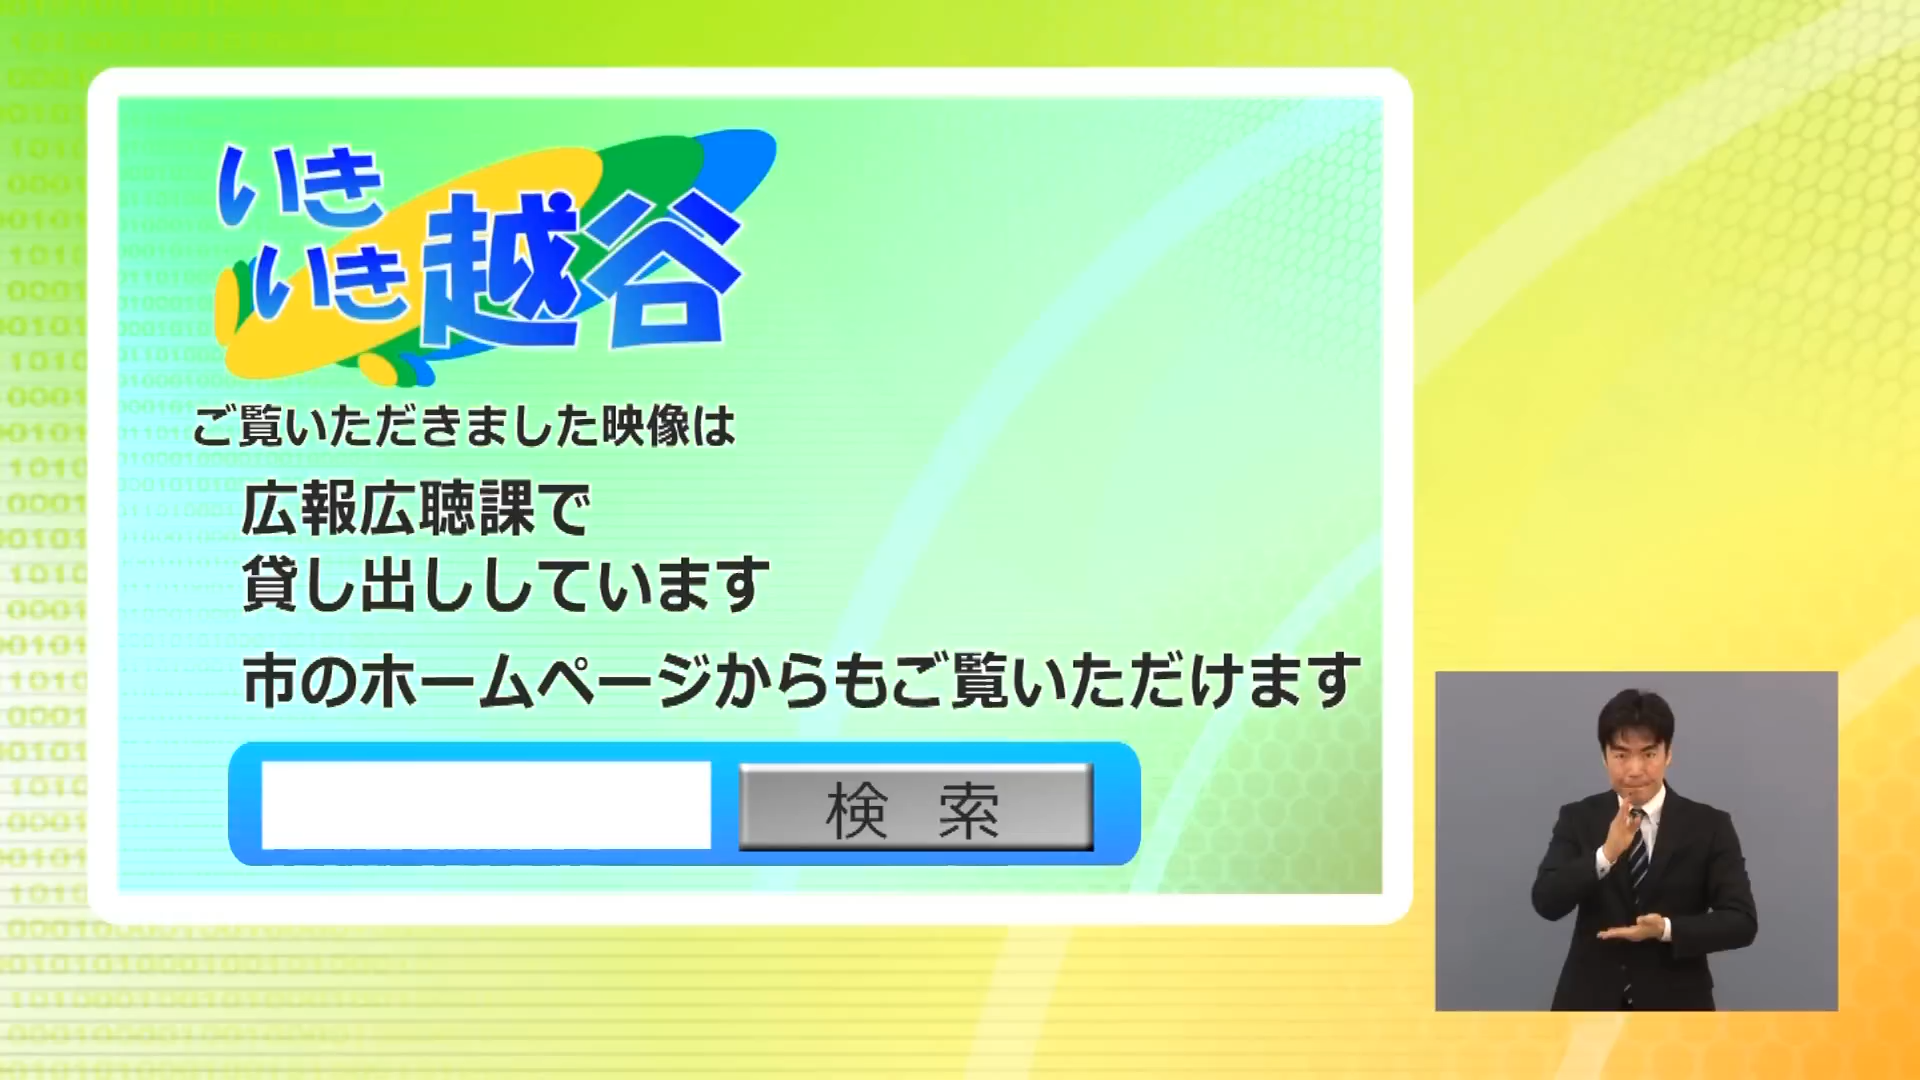 いき
いき越谷
ご覧いただきました映像は
広報広聴課で
貸し出ししています
市のホームページからもご覧いただけます
検 索